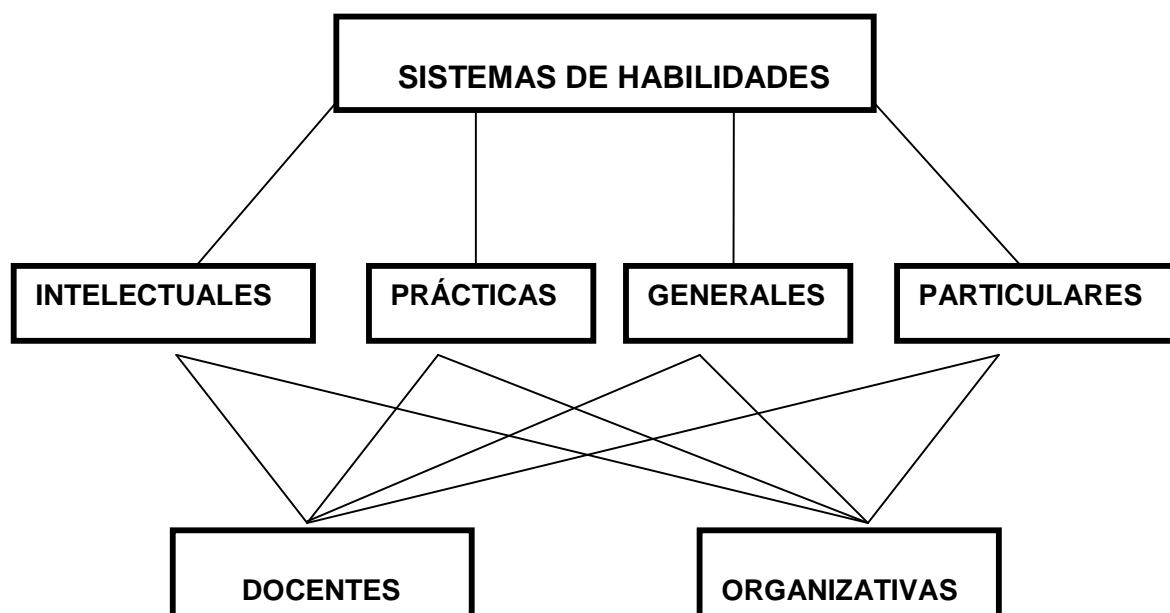 SISTEMAS DE HABILIDADES
INTELECTUALES
PRÁCTICAS
GENERALES
PARTICULARES
DOCENTES
ORGANIZATIVAS